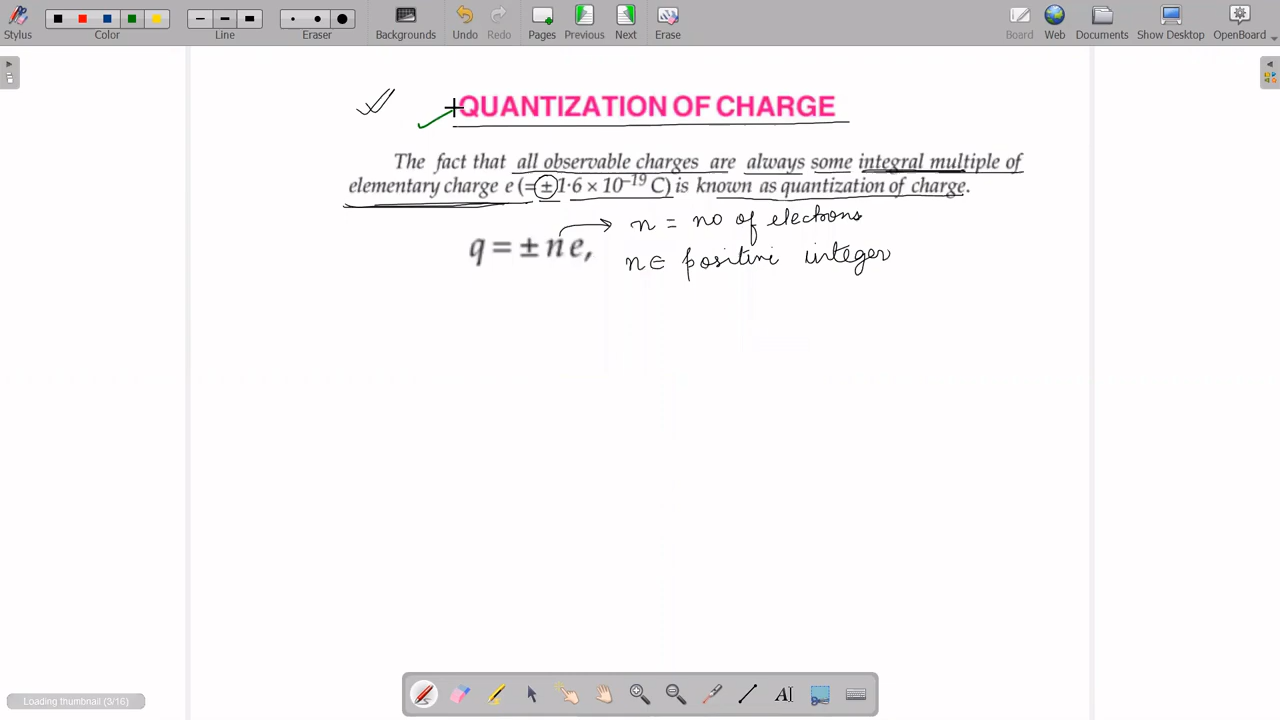 Stylus
Color
Line
Eraser
Backgrounds
Undo
Redo
Pages
Previous
Next
Erase
Board
Web
Documents
Show Desktop
OpenBoard
QUANTIZATION OF CHARGE
The fact that all observable charges are always some integral multiple of
elementary charge e (= ± 1·6 × 10⁻¹⁹ C) is known as quantization of charge.
n = no of electrons
q = ± n e,
n ∈ positive integer
Loading thumbnail (3/16)
AI